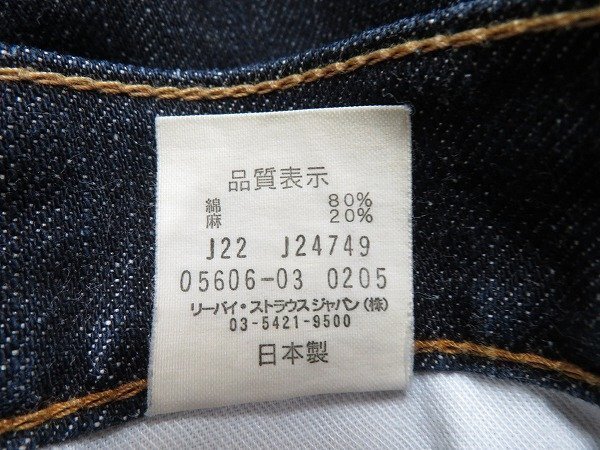 品質表示
綿 80%
麻 20%
J22 J24749
05606-03 0205
リーバイ・ストラウスジャパン(株)
03-5421-9500
日本製